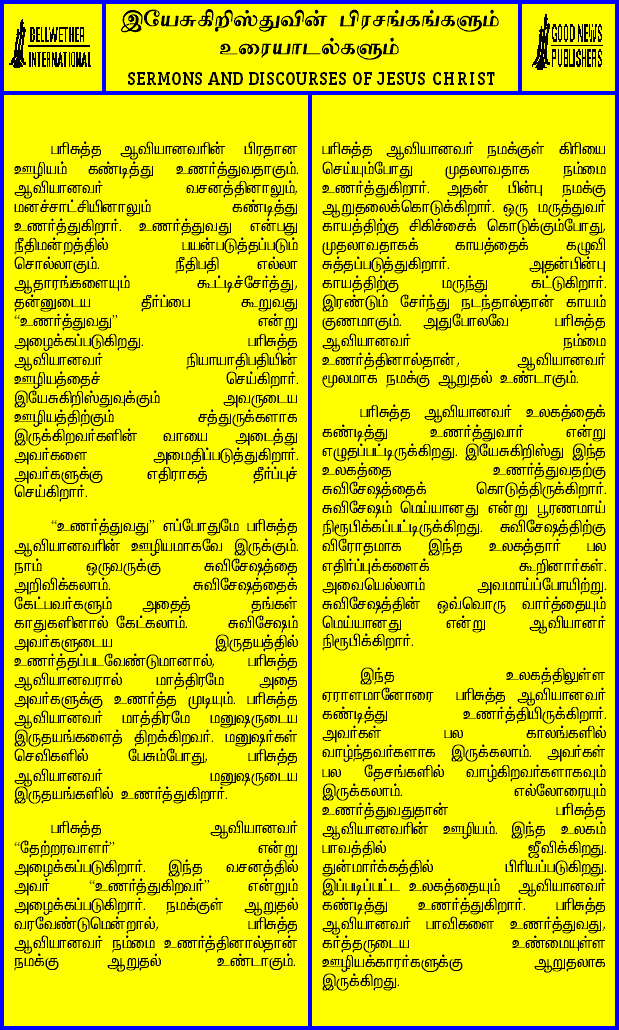 இயேசுகிறிஸ்துவின் பிரசங்கங்களும்
உரையாடல்களும்
SERMONS AND DISCOURSES OF JESUS CHRIST
BELLWETHER
INTERNATIONAL
GOOD NEWS
PUBLISHERS
பரிசுத்த ஆவியானவரின் பிரதான
ஊழியம் கண்டித்து உணர்த்துவதாகும்.
ஆவியானவர் வசனத்தினாலும்,
மனச்சாட்சியினாலும் கண்டித்து
உணர்த்துகிறார். உணர்த்துவது என்பது
நீதிமன்றத்தில் பயன்படுத்தப்படும்
சொல்லாகும். நீதிபதி எல்லா
ஆதாரங்களையும் கூட்டிச்சேர்த்து,
தன்னுடைய தீர்ப்பை கூறுவது
“உணர்த்துவது” என்று
அழைக்கப்படுகிறது. பரிசுத்த
ஆவியானவர் நியாயாதிபதியின்
ஊழியத்தைச் செய்கிறார்.
இயேசுகிறிஸ்துவுக்கும் அவருடைய
ஊழியத்திற்கும் சத்துருக்களாக
இருக்கிறவர்களின் வாயை அடைத்து
அவர்களை அமைதிப்படுத்துகிறார்.
அவர்களுக்கு எதிராகத் தீர்ப்புச்
செய்கிறார்.
“உணர்த்துவது” எப்போதுமே பரிசுத்த
ஆவியானவரின் ஊழியமாகவே இருக்கும்.
நாம் ஒருவருக்கு சுவிசேஷத்தை
அறிவிக்கலாம். சுவிசேஷத்தைக்
கேட்பவர்களும் அதைத் தங்கள்
காதுகளினால் கேட்கலாம். சுவிசேஷம்
அவர்களுடைய இருதயத்தில்
உணர்த்தப்படவேண்டுமானால், பரிசுத்த
ஆவியானவரால் மாத்திரமே அதை
அவர்களுக்கு உணர்த்த முடியும். பரிசுத்த
ஆவியானவர் மாத்திரமே மனுஷருடைய
இருதயங்களைத் திறக்கிறவர். மனுஷர்கள்
செவிகளில் பேசும்போது, பரிசுத்த
ஆவியானவர் மனுஷருடைய
இருதயங்களில் உணர்த்துகிறார்.
பரிசுத்த ஆவியானவர்
“தேற்றரவாளர்” என்று
அழைக்கப்படுகிறார். இந்த வசனத்தில்
அவர் “உணர்த்துகிறவர்” என்றும்
அழைக்கப்படுகிறார். நமக்குள் ஆறுதல்
வரவேண்டுமென்றால், பரிசுத்த
ஆவியானவர் நம்மை உணர்த்தினால்தான்
நமக்கு ஆறுதல் உண்டாகும்.
பரிசுத்த ஆவியானவர் நமக்குள் கிரியை
செய்யும்போது முதலாவதாக நம்மை
உணர்த்துகிறார். அதன் பின்பு நமக்கு
ஆறுதலைக்கொடுக்கிறார். ஒரு மருத்துவர்
காயத்திற்கு சிகிச்சைக் கொடுக்கும்போது,
முதலாவதாகக் காயத்தைக் கழுவி
சுத்தப்படுத்துகிறார். அதன்பின்பு
காயத்திற்கு மருந்து கட்டுகிறார்.
இரண்டும் சேர்ந்து நடந்தால்தான் காயம்
குணமாகும். அதுபோலவே பரிசுத்த
ஆவியானவர் நம்மை
உணர்த்தினால்தான், ஆவியானவர்
மூலமாக நமக்கு ஆறுதல் உண்டாகும்.
பரிசுத்த ஆவியானவர் உலகத்தைக்
கண்டித்து உணர்த்துவார் என்று
எழுதப்பட்டிருக்கிறது. இயேசுகிறிஸ்து இந்த
உலகத்தை உணர்த்துவதற்கு
சுவிசேஷத்தைக் கொடுத்திருக்கிறார்.
சுவிசேஷம் மெய்யானது என்று பூரணமாய்
நிரூபிக்கப்பட்டிருக்கிறது. சுவிசேஷத்திற்கு
விரோதமாக இந்த உலகத்தார் பல
எதிர்ப்புக்களைக் கூறினார்கள்.
அவையெல்லாம் அவமாய்ப்போயிற்று.
சுவிசேஷத்தின் ஒவ்வொரு வார்த்தையும்
மெய்யானது என்று ஆவியானர்
நிரூபிக்கிறார்.
இந்த உலகத்திலுள்ள
ஏராளமானோரை பரிசுத்த ஆவியானவர்
கண்டித்து உணர்த்தியிருக்கிறார்.
அவர்கள் பல காலங்களில்
வாழ்ந்தவர்களாக இருக்கலாம். அவர்கள்
பல தேசங்களில் வாழ்கிறவர்களாகவும்
இருக்கலாம். எல்லோரையும்
உணர்த்துவதுதான் பரிசுத்த
ஆவியானவரின் ஊழியம். இந்த உலகம்
பாவத்தில் ஜீவிக்கிறது.
துன்மார்க்கத்தில் பிரியப்படுகிறது.
இப்படிப்பட்ட உலகத்தையும் ஆவியானவர்
கண்டித்து உணர்த்துகிறார். பரிசுத்த
ஆவியானவர் பாவிகளை உணர்த்துவது,
கர்த்தருடைய உண்மையுள்ள
ஊழியக்காரர்களுக்கு ஆறுதலாக
இருக்கிறது.